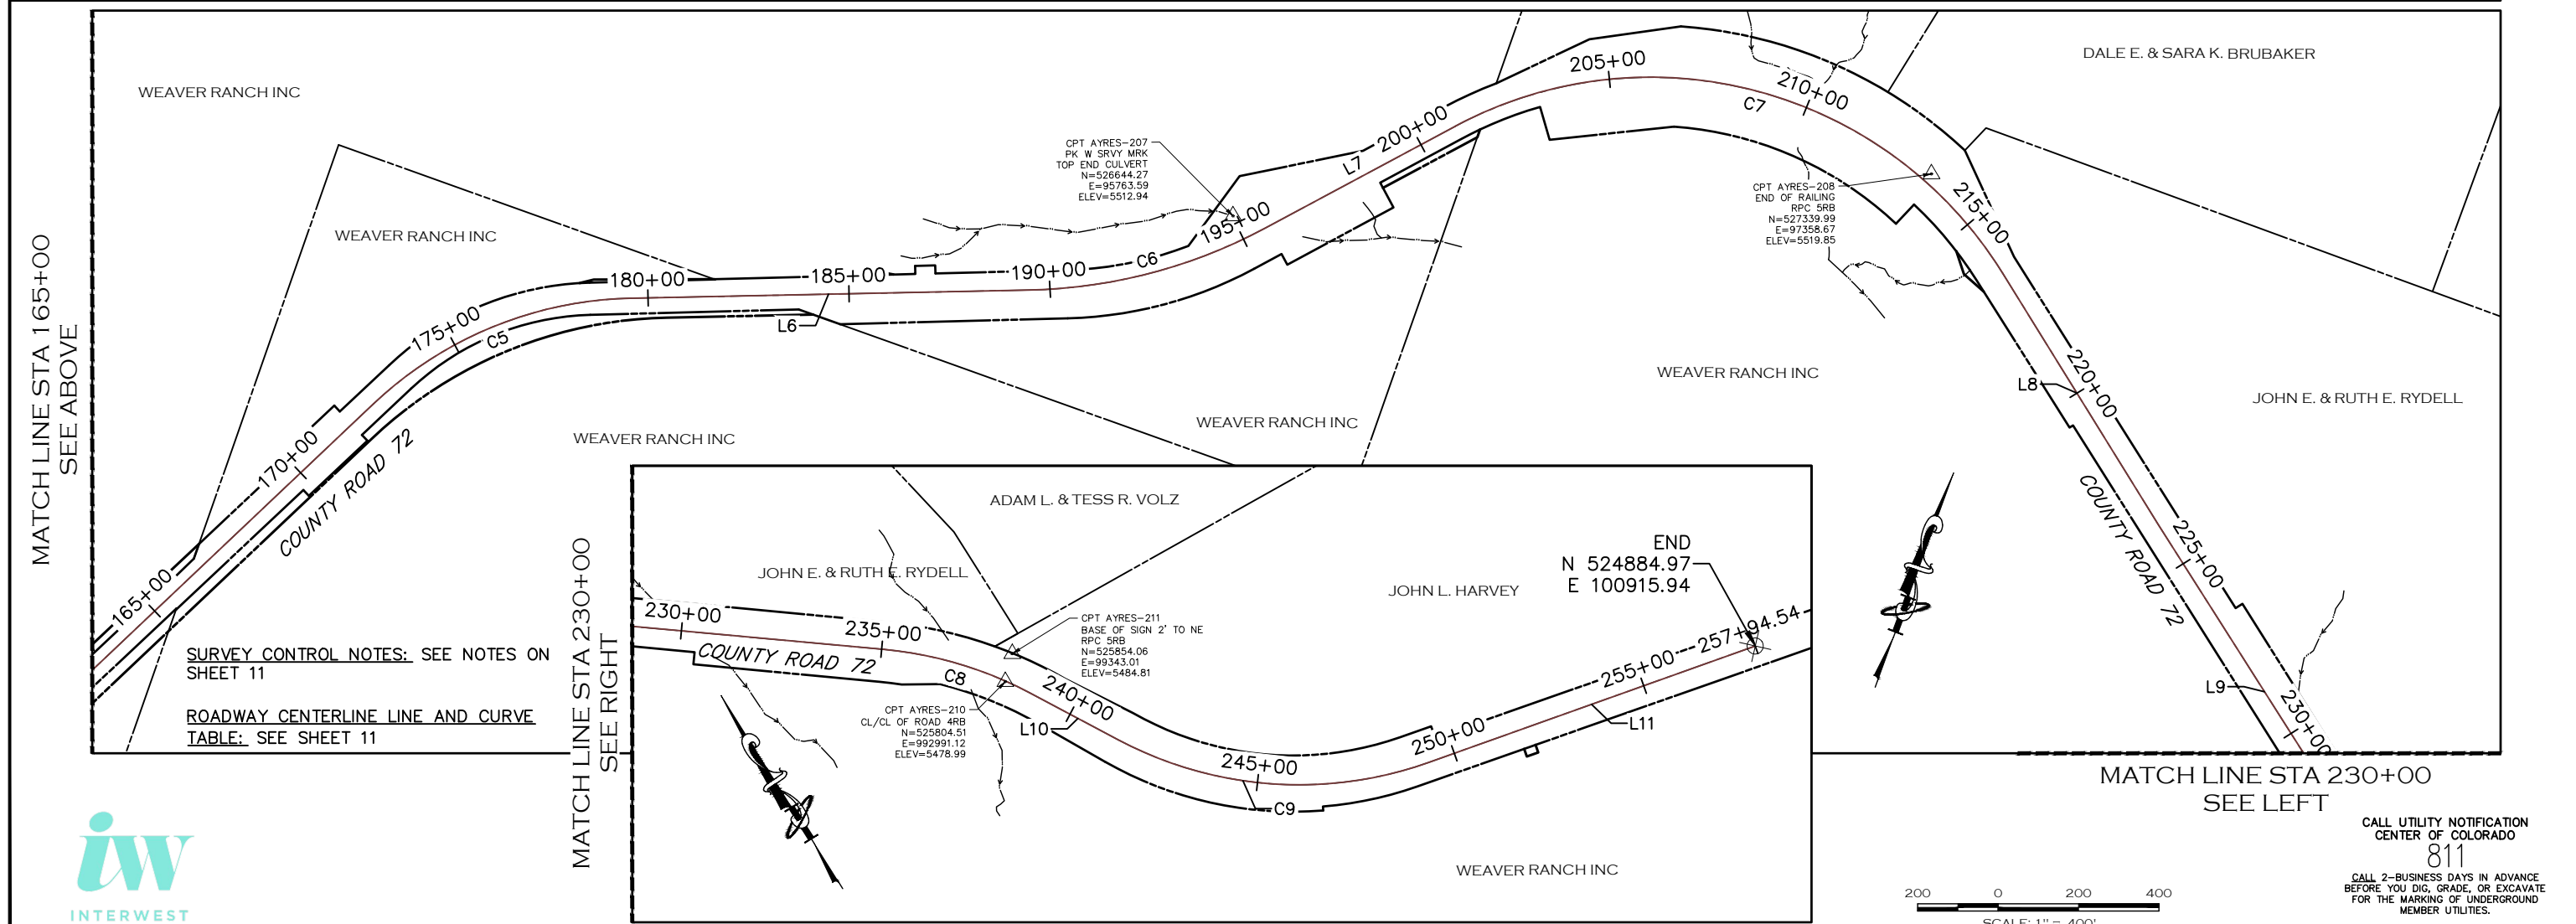 DALE E. & SARA K. BRUBAKER
WEAVER RANCH INC
205+00
210+00
C7
200+00
L7
CPT AYRES-207
PK W SRVY MRK
TOP END CULVERT
N=526644.27
E=95763.59
ELEV=5512.94
195+00
CPT AYRES-208
END OF RAILING
RPC 5RB
N=527339.99
E=97358.67
ELEV=5519.85
215+00
WEAVER RANCH INC
MATCH LINE STA 165+00
SEE ABOVE
180+00
185+00
190+00
C6
175+00
C5
L6
WEAVER RANCH INC
L8
220+00
JOHN E. & RUTH E. RYDELL
WEAVER RANCH INC
WEAVER RANCH INC
170+00
COUNTY ROAD 72
165+00
SURVEY CONTROL NOTES: SEE NOTES ON
SHEET 11
ROADWAY CENTERLINE LINE AND CURVE
TABLE: SEE SHEET 11
MATCH LINE STA 230+00
SEE RIGHT
ADAM L. & TESS R. VOLZ
JOHN E. & RUTH E. RYDELL
JOHN L. HARVEY
END
N 524884.97
E 100915.94
230+00
235+00
COUNTY ROAD 72
C8
CPT AYRES-211
BASE OF SIGN 2' TO NE
RPC 5RB
N=525854.06
E=99343.01
ELEV=5484.81
CPT AYRES-210
CL/CL OF ROAD 4RB
N=525804.51
E=992991.12
ELEV=5478.99
240+00
L10
245+00
C9
250+00
L11
255+00
257+94.54
WEAVER RANCH INC
COUNTY ROAD 72
225+00
L9
230+00
MATCH LINE STA 230+00
SEE LEFT
iw
INTERWEST
200 0 200 400
SCALE: 1" = 400'
CALL UTILITY NOTIFICATION
CENTER OF COLORADO
811
CALL 2-BUSINESS DAYS IN ADVANCE
BEFORE YOU DIG, GRADE, OR EXCAVATE
FOR THE MARKING OF UNDERGROUND
MEMBER UTILITIES.